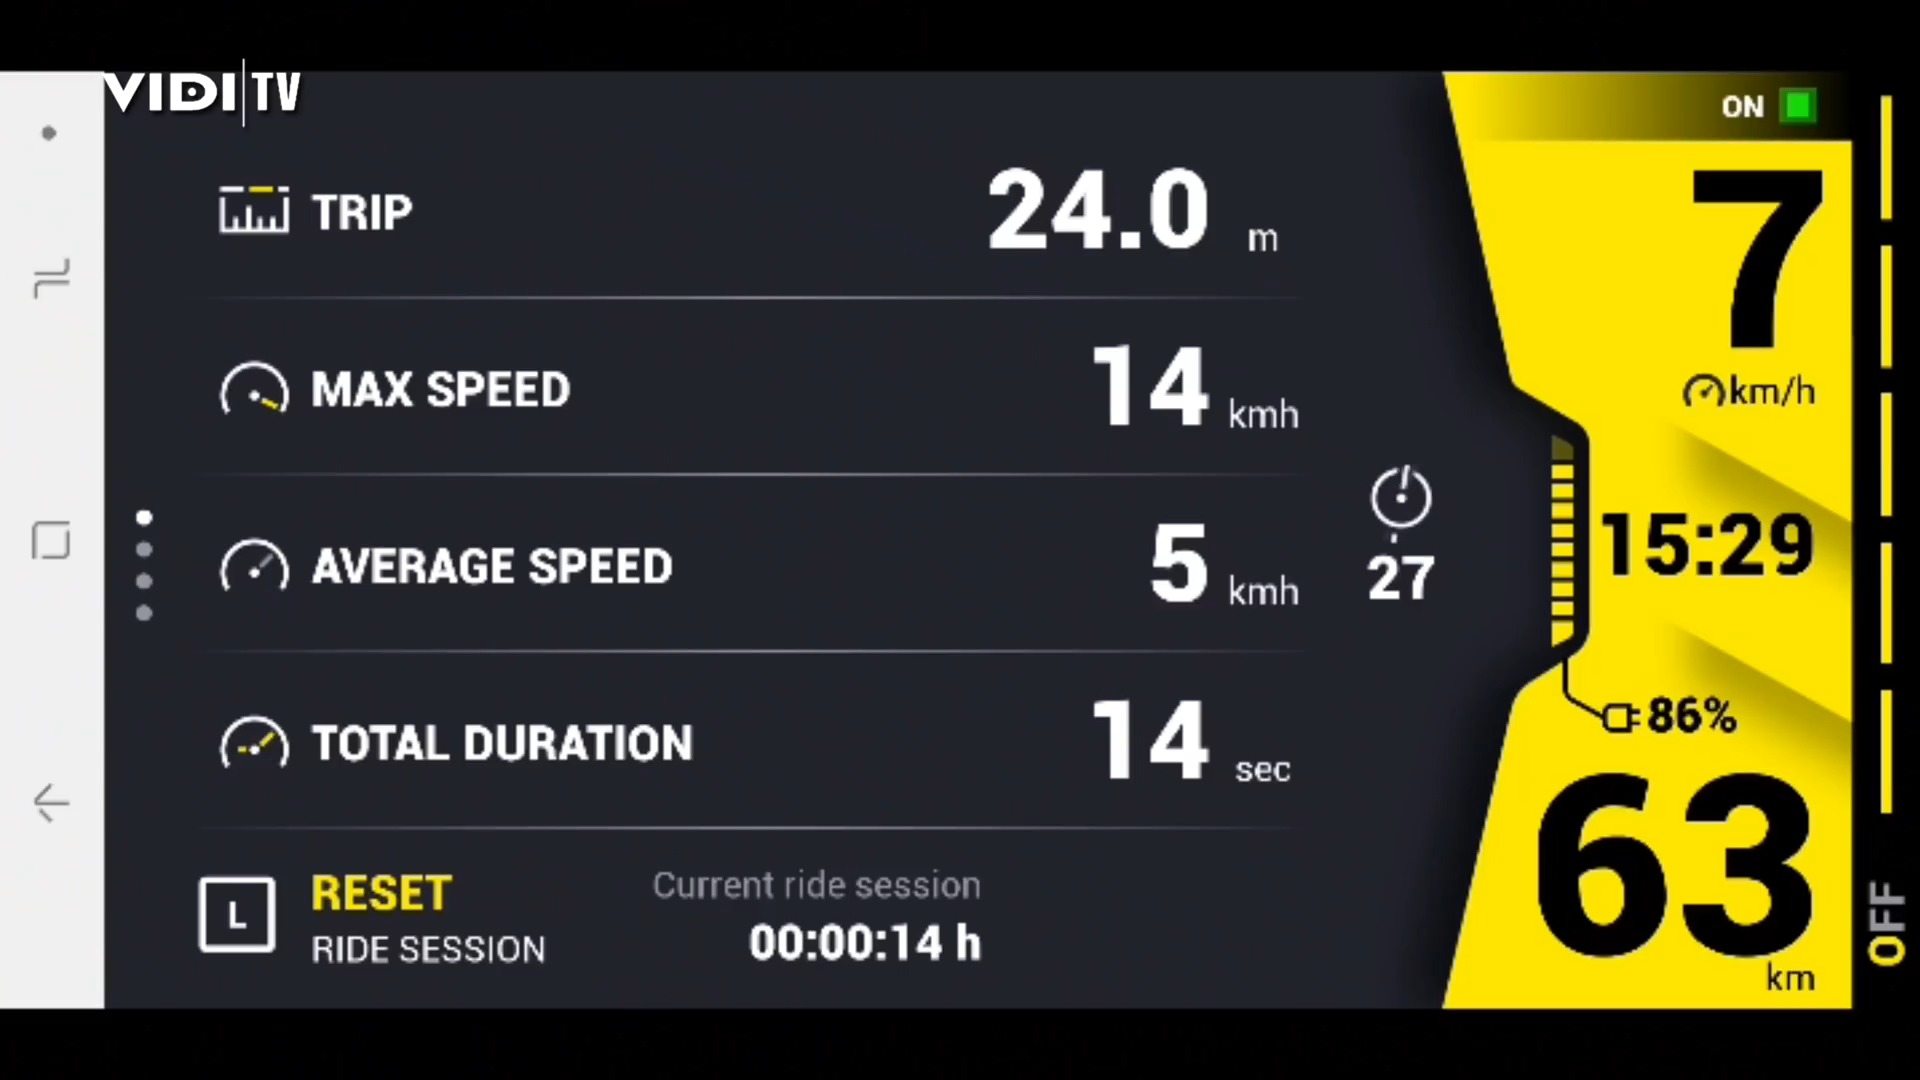 VIDI TV
ON
TRIP 24.0 m
7
km/h
MAX SPEED 14 kmh
AVERAGE SPEED 5 kmh
27
15:29
86%
TOTAL DURATION 14 sec
63
km
RESET
RIDE SESSION
L
Current ride session
00:00:14 h
OFF